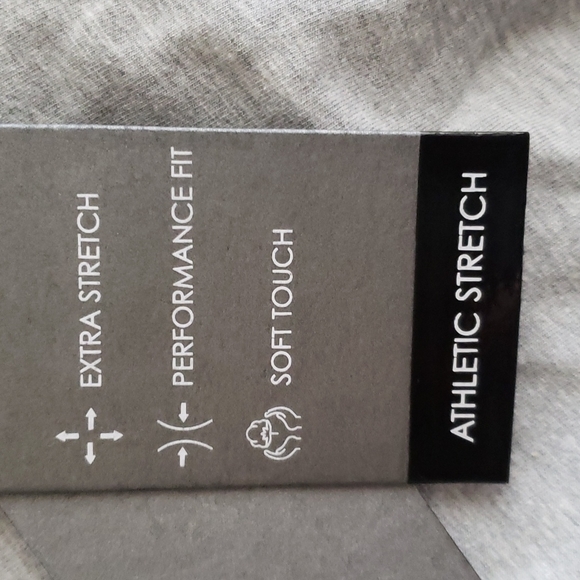 EXTRA STRETCH
PERFORMANCE FIT
SOFT TOUCH
ATHLETIC STRETCH